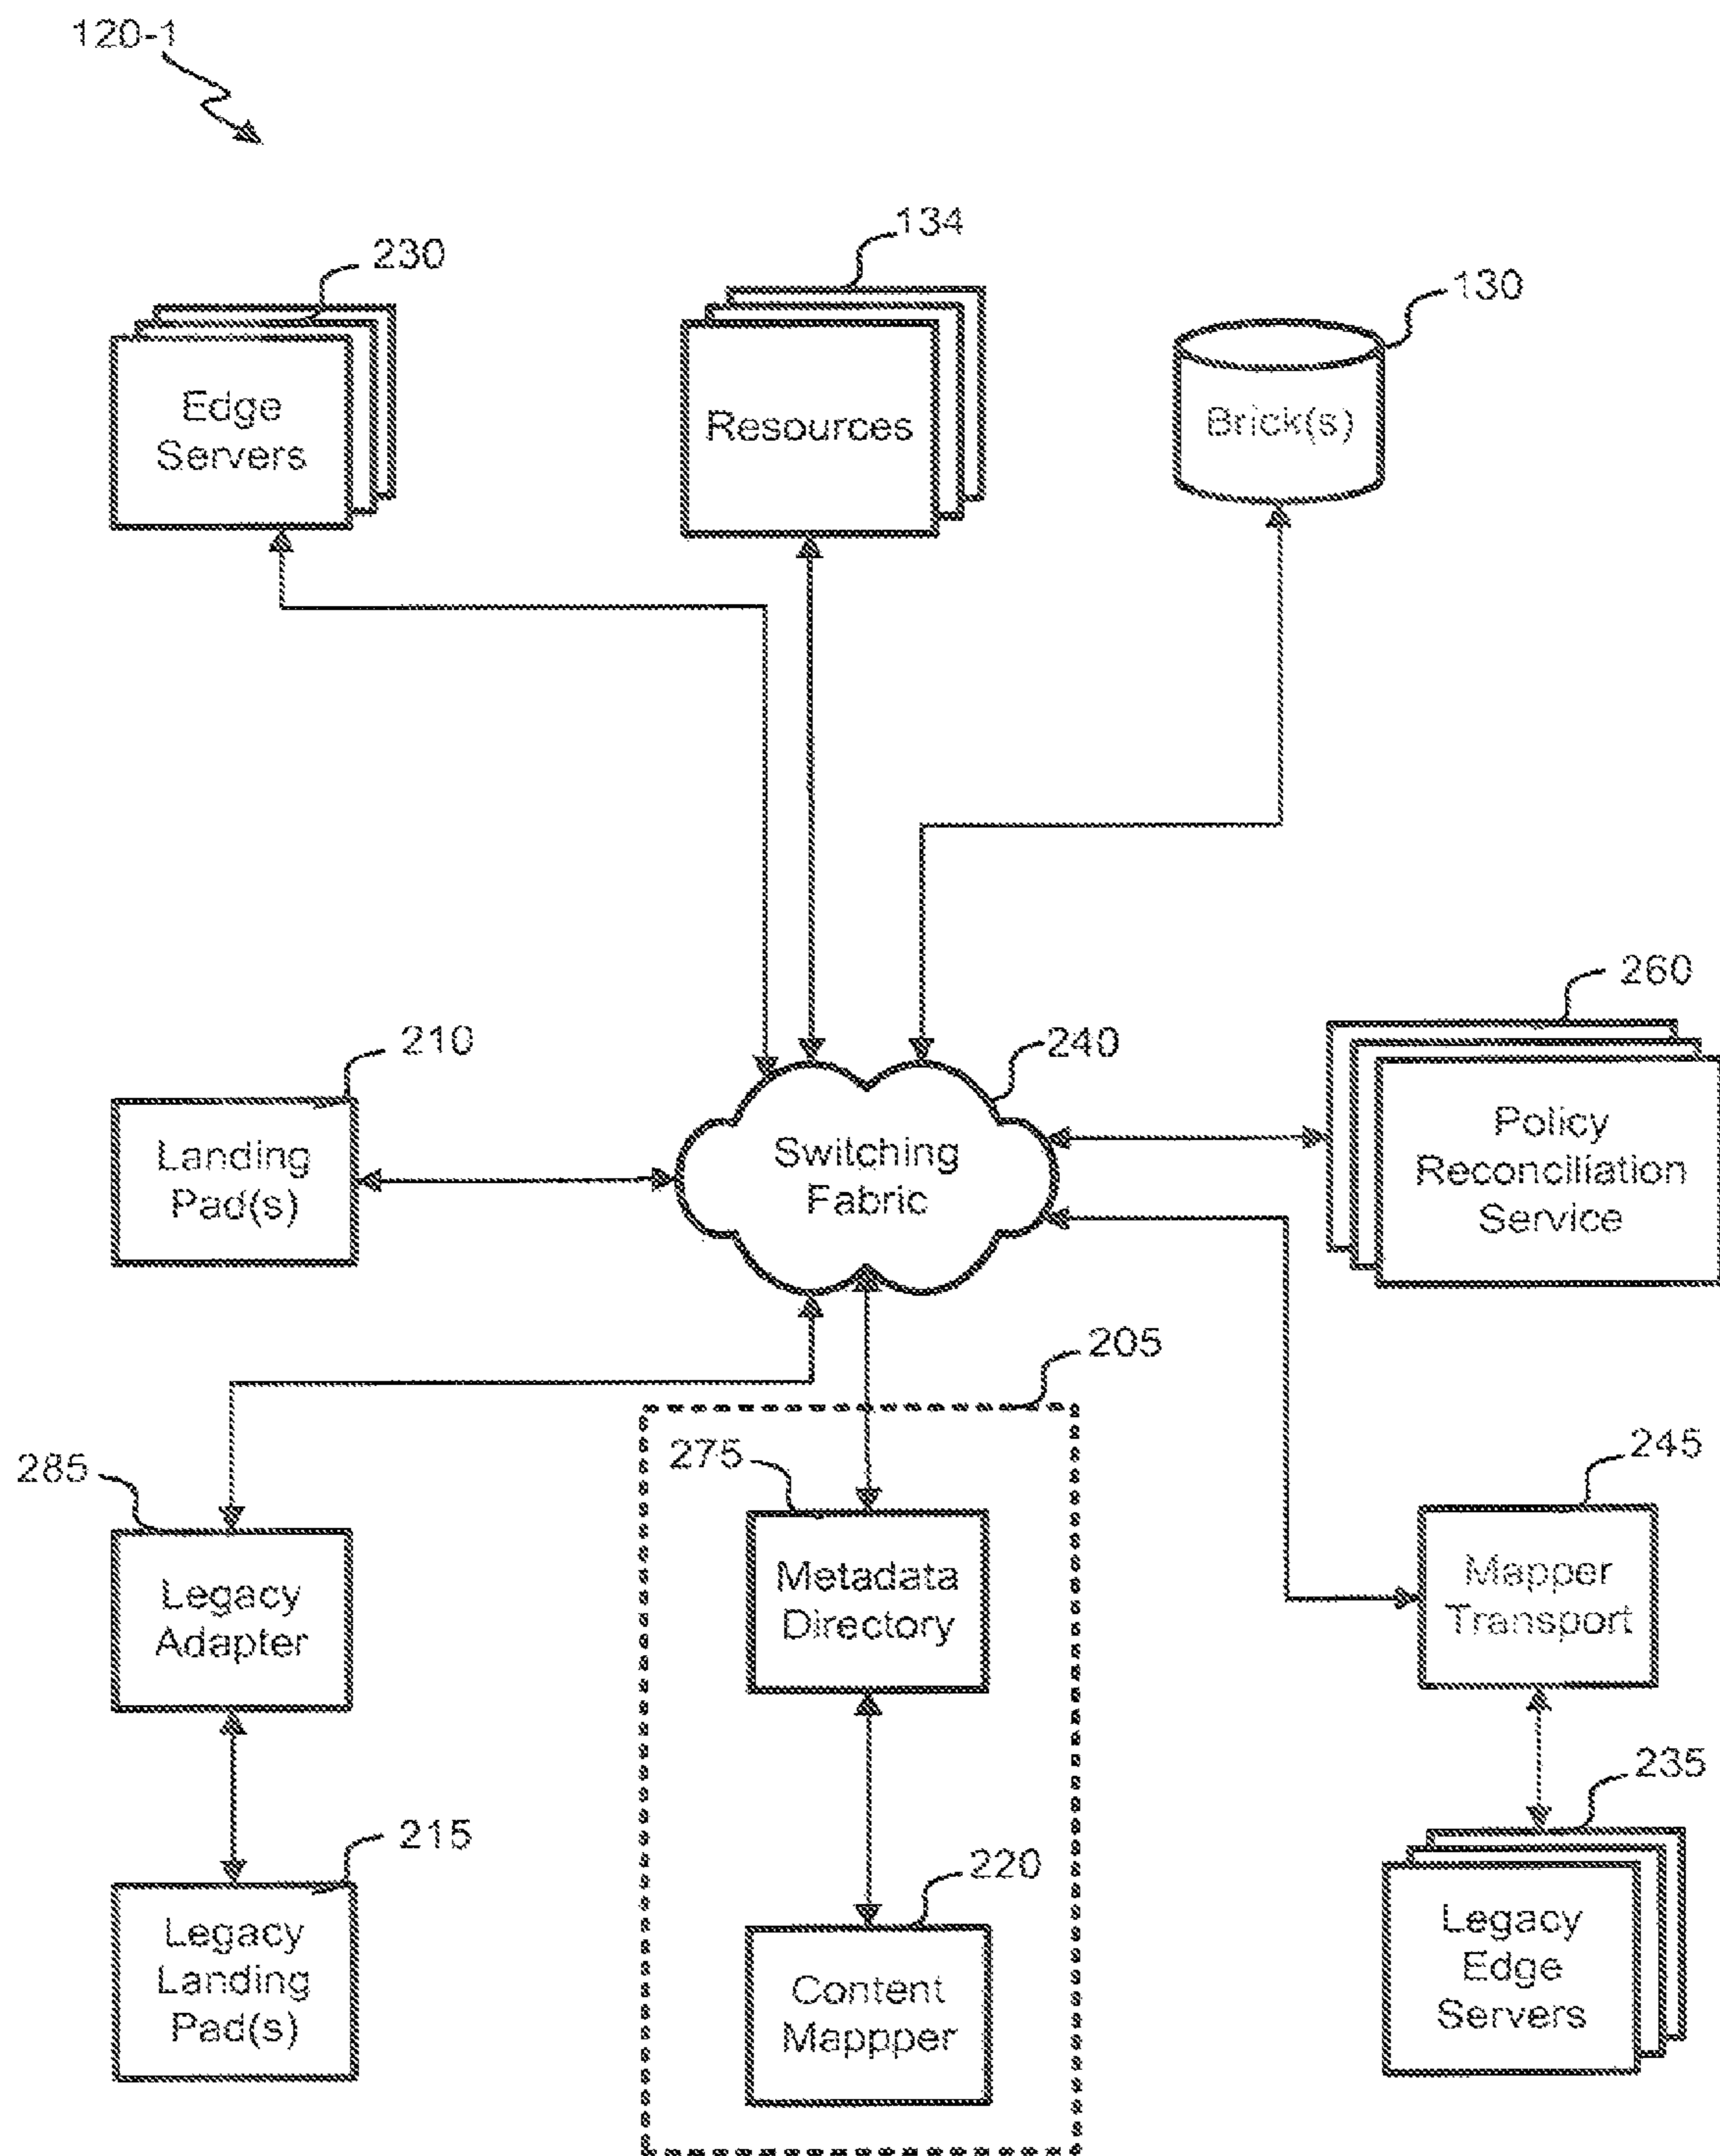 120-1
134
230
130
Edge
Servers
Resources
Brick(s)
260
210
240
Policy
Reconciliation
Service
Landing
Pad(s)
Switching
Fabric
205
285
275
245
Legacy
Adapter
Metadata
Directory
Mapper
Transport
235
215
220
Legacy
Landing
Pad(s)
Content
Mappper
Legacy
Edge
Servers